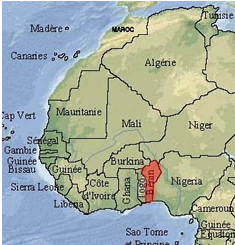 Tunisie
Madère
MAROC
Canaries
Algérie
Mauritanie
Mali
Niger
Cap Vert
Sénégal
Gambie
Guinée
Bissau
Guinée
Burkina
Sierra Leone
Côte
d'Ivoire
Ghana
Togo
Bénin
Nigeria
Liberia
Cameroun
Guinée
Equatori
Sao Tome
et Principe